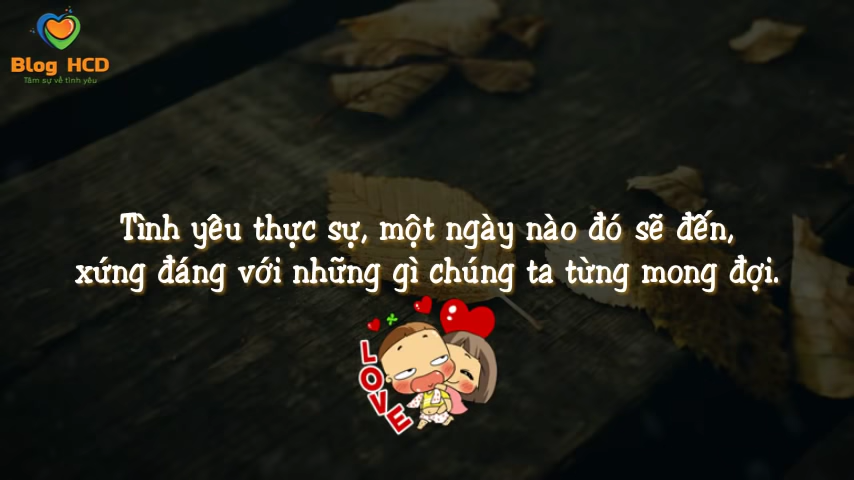 Blog HCD
Tâm sự về tình yêu
Tình yêu thực sự, một ngày nào đó sẽ đến,
xứng đáng với những gì chúng ta từng mong đợi.
LOVE